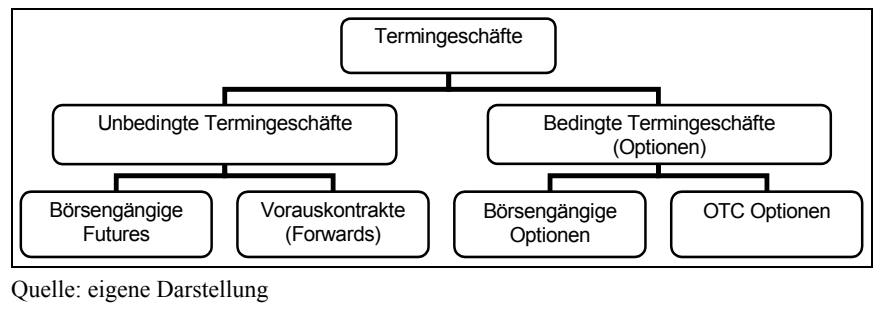 Termingeschäfte
Unbedingte Termingeschäfte
Bedingte Termingeschäfte
(Optionen)
Börsengängige
Futures
Vorauskontrakte
(Forwards)
Börsengängige
Optionen
OTC Optionen
Quelle: eigene Darstellung